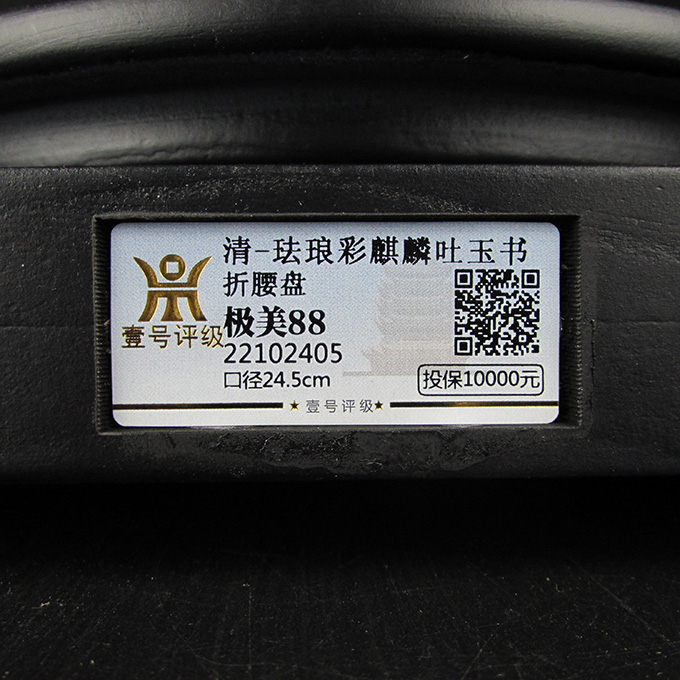 清-珐琅彩麒麟吐玉书
折腰盘
极美88
22102405
口径24.5cm
壹号评级
投保10000元
★壹号评级★